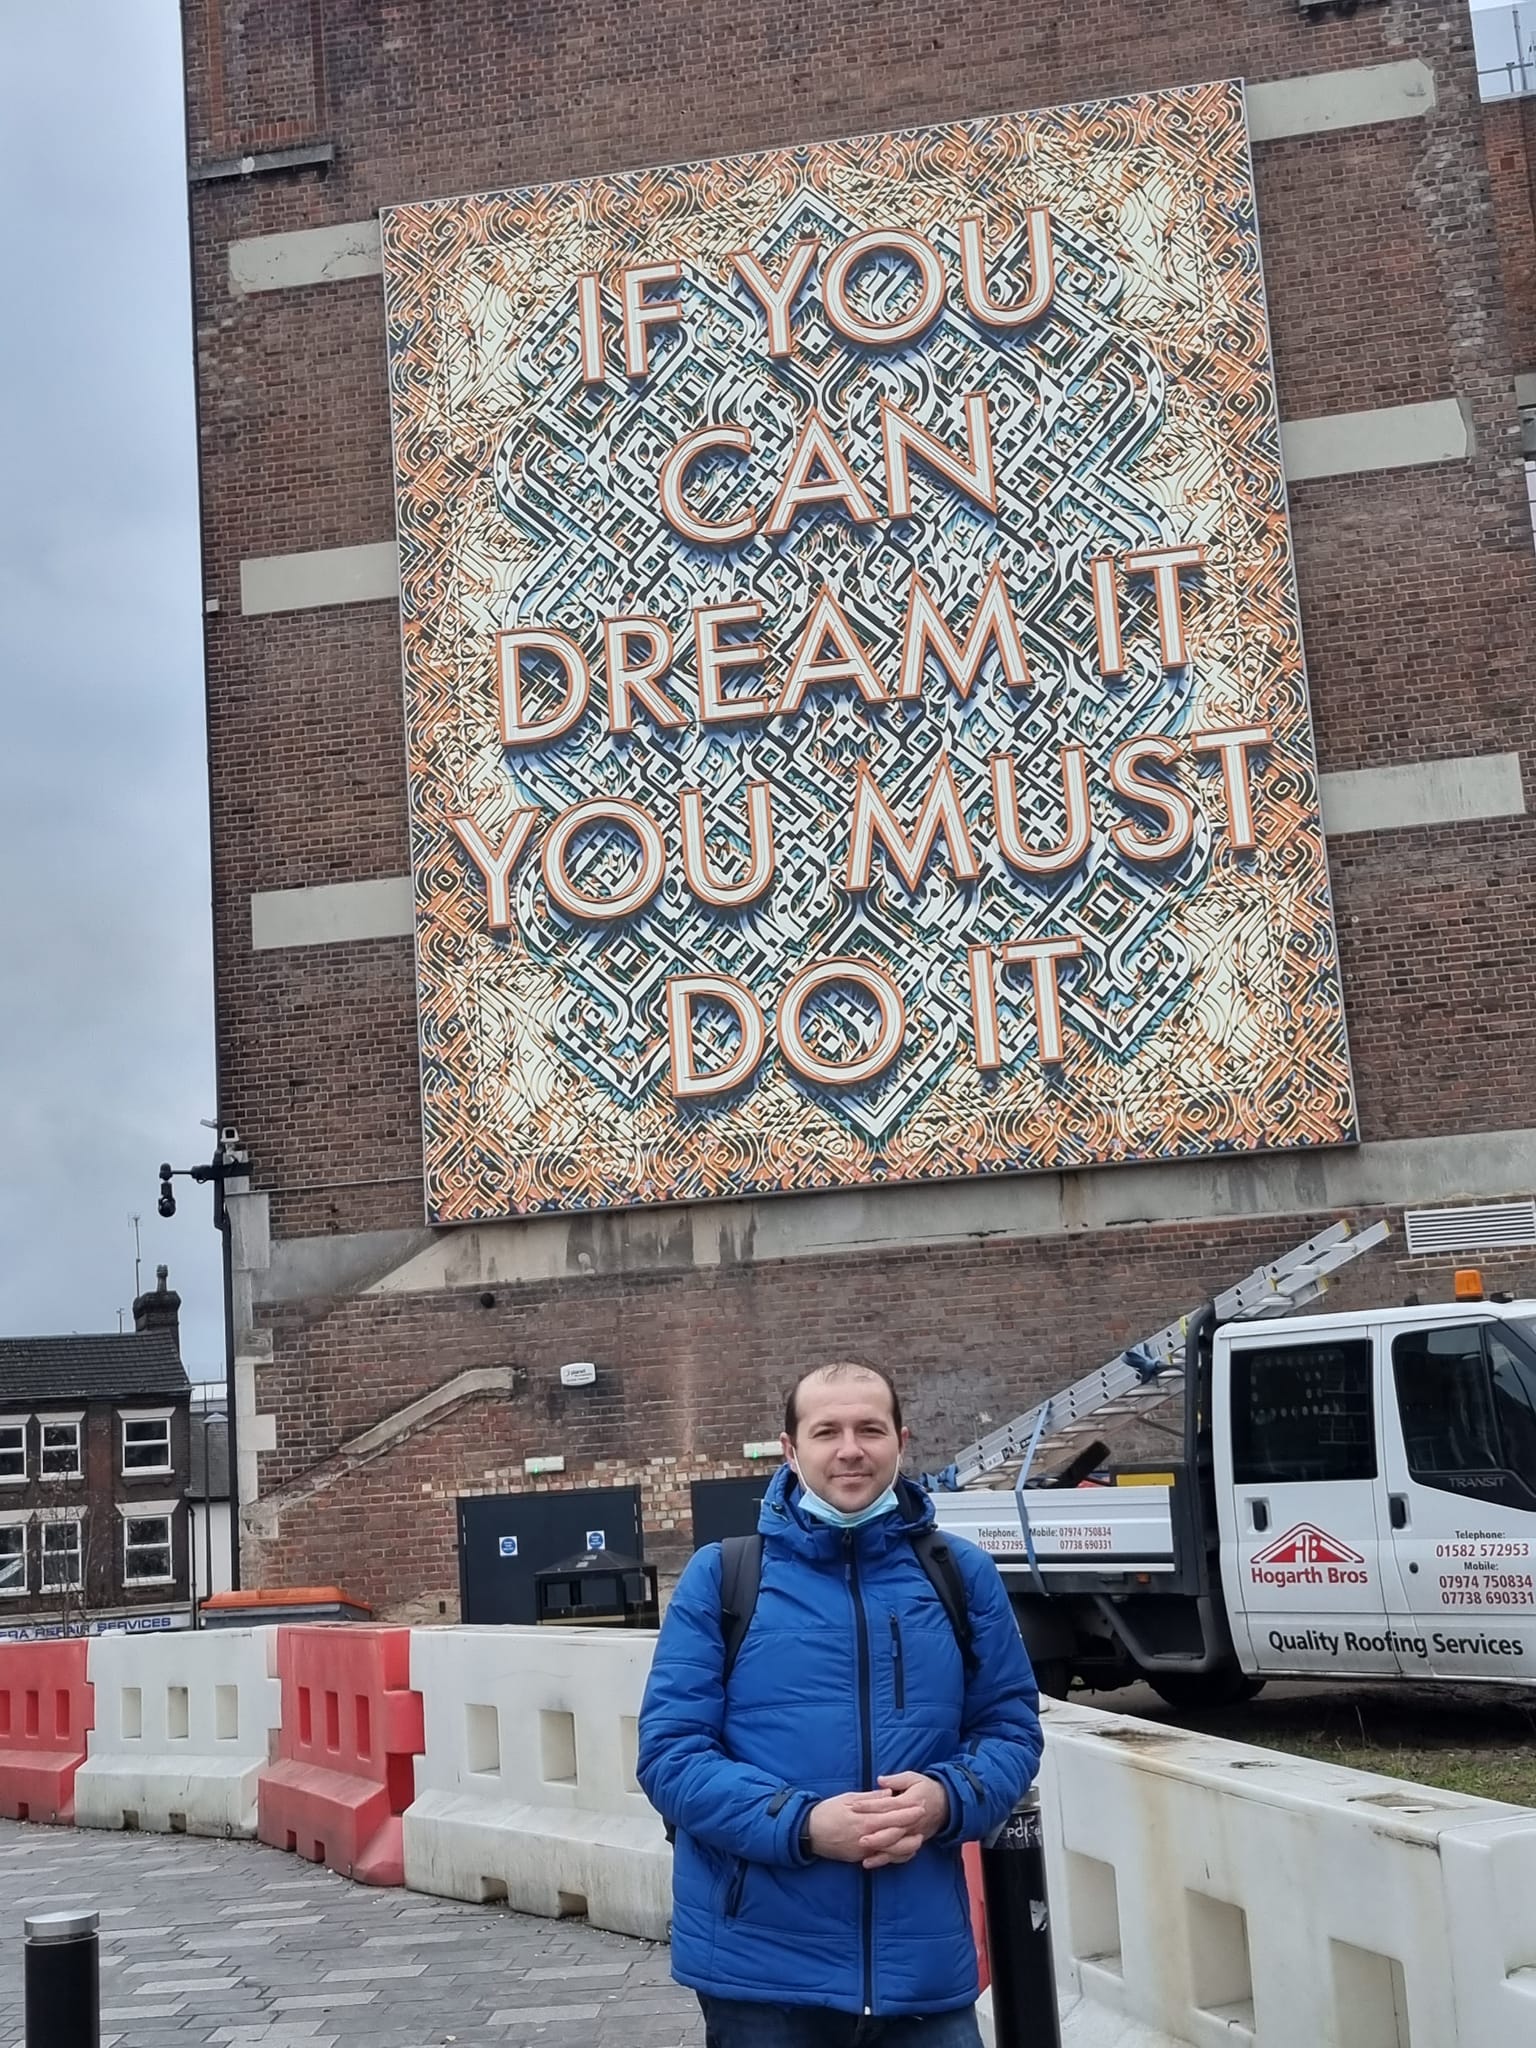 IF YOU
CAN
DREAM IT
YOU MUST
DO IT
planet
Telephone:
01582 572953
Mobile: 07974 750834
07738 690331
HB
Hogarth Bros
TRANSIT
Telephone:
01582 572953
Mobile:
07974 750834
07738 690331
Quality Roofing Services
REPAIR SERVICES